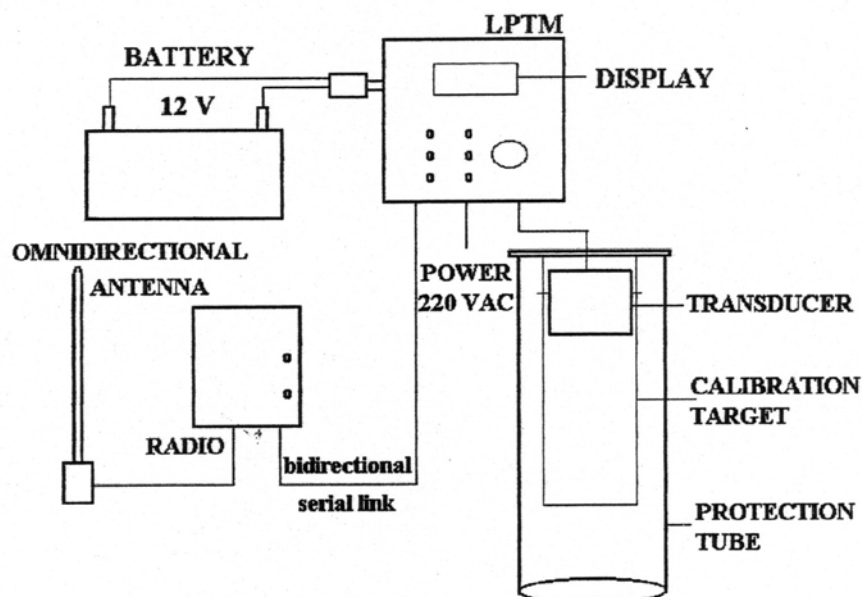 LPTM
BATTERY
12 V
DISPLAY
OMNIDIRECTIONAL
ANTENNA
POWER
220 VAC
TRANSDUCER
CALIBRATION
TARGET
RADIO
bidirectional
serial link
PROTECTION
TUBE